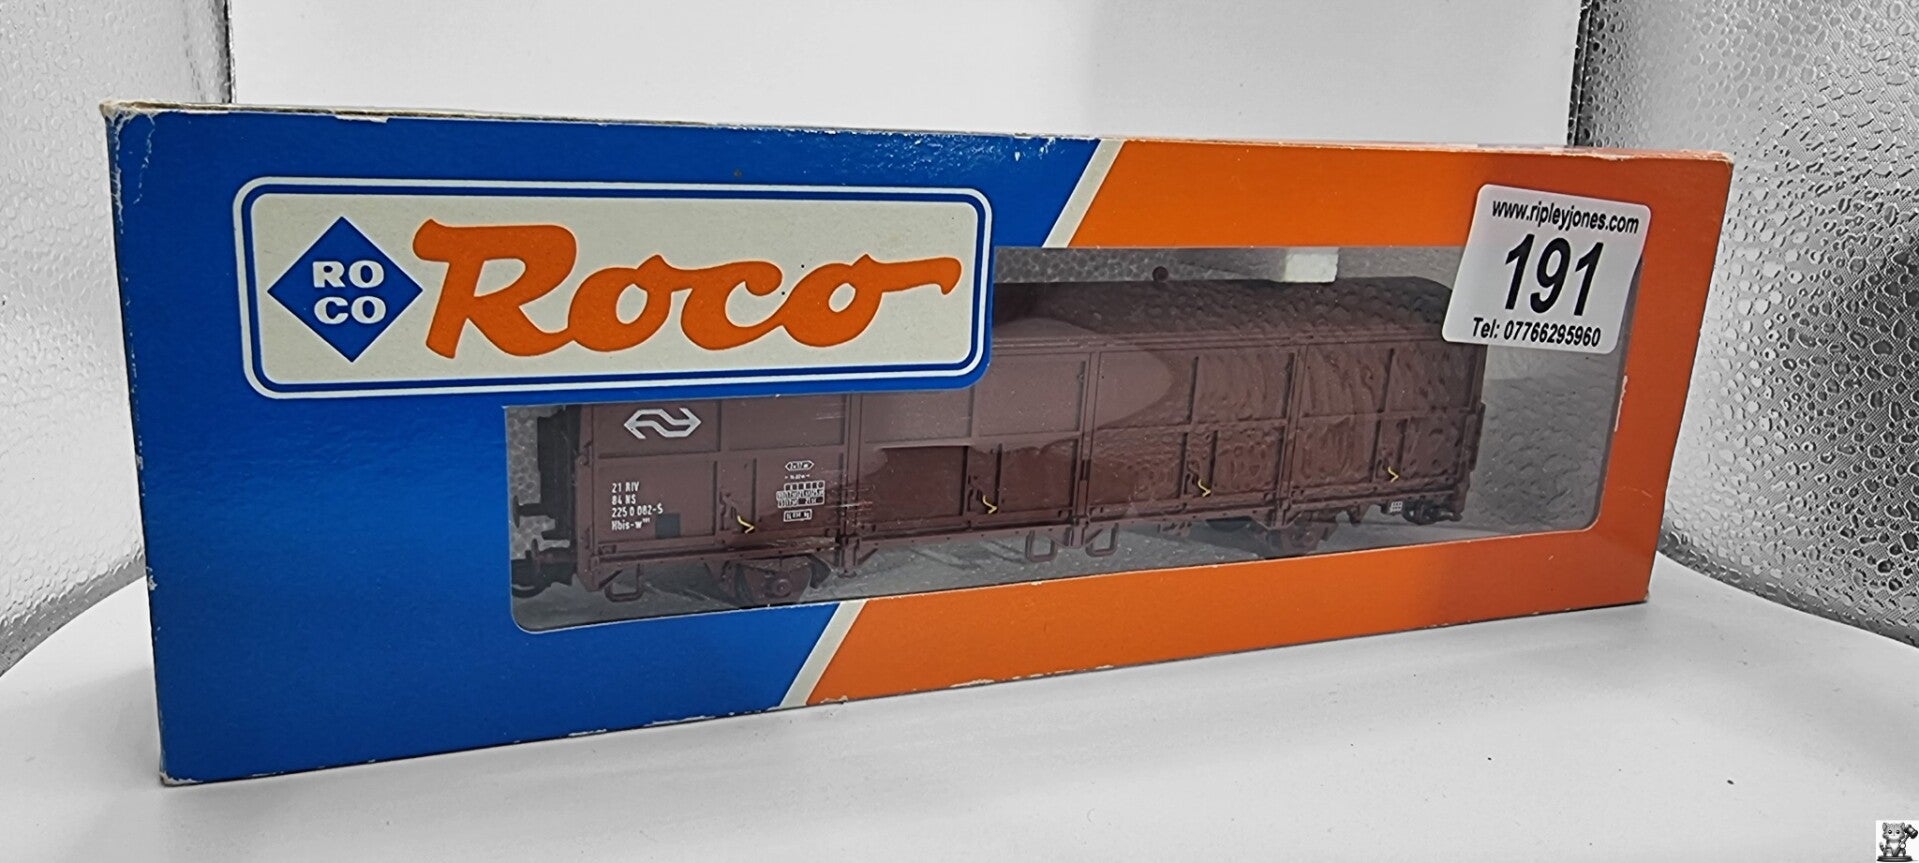 RO
CO
Roco
www.ripleyjones.com
191
Tel: 07766295960
21 RIV
84 NS
225 0 082-5
Hbis-w